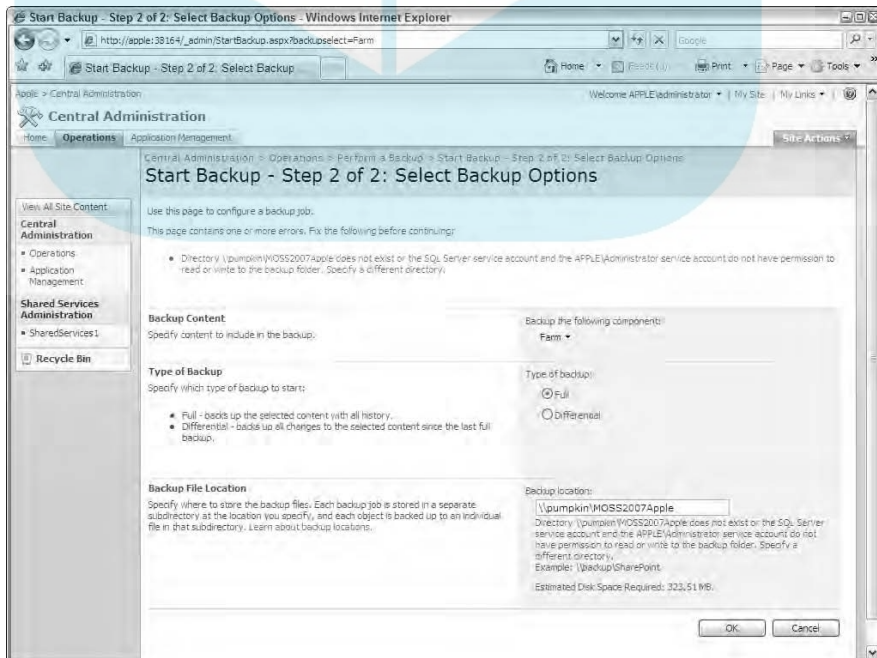 Start Backup - Step 2 of 2: Select Backup Options - Windows Internet Explorer
http://apple:38164/_admin/StartBackup.aspx?backupselect=Farm
Google
Start Backup - Step 2 of 2: Select Backup
Home
Print
Page
Tools
Apple > Central Administration
Welcome APPLE\administrator
My Site
My Links
Central Administration
Home
Operations
Application Management
Site Actions
Central Administration > Operations > Perform a Backup > Start Backup - Step 2 of 2: Select Backup Options
Start Backup - Step 2 of 2: Select Backup Options
View All Site Content
Central
Administration
Operations
Application
Management
Shared Services
Administration
SharedServices1
Recycle Bin
Use this page to configure a backup job.
This page contains one or more errors. Fix the following before continuing:
Directory \\pumpkin\MOSS2007Apple does not exist or the SQL Server service account and the APPLE\Administrator service account do not have permission to
read or write to the backup folder. Specify a different directory.
Backup Content
Specify content to include in the backup.
Backup the following component:
Farm
Type of Backup
Specify which type of backup to start:
Full - backs up the selected content with all history.
Differential - backs up all changes to the selected content since the last full
backup.
Type of backup:
Full
Differential
Backup File Location
Specify where to store the backup files. Each backup job is stored in a separate
subdirectory at the location you specify, and each object is backed up to an individual
file in that subdirectory. Learn about backup locations.
Backup location:
\\pumpkin\MOSS2007Apple
Directory \\pumpkin\MOSS2007Apple does not exist or the SQL Server
service account and the APPLE\Administrator service account do not
have permission to read or write to the backup folder. Specify a
different directory.
Example: \\backup\SharePoint
Estimated Disk Space Required: 323.51 MB.
OK
Cancel